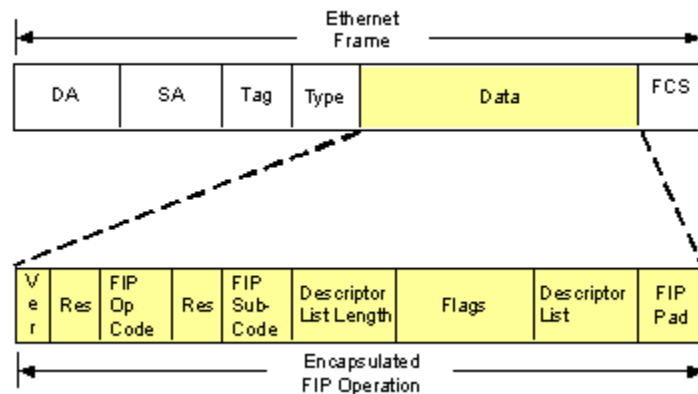 Ethernet
Frame
DA SA Tag Type Data FCS
Ver Res FIP Op Code Res FIP Sub-Code Descriptor List Length Flags Descriptor List FIP Pad
Encapsulated
FIP Operation